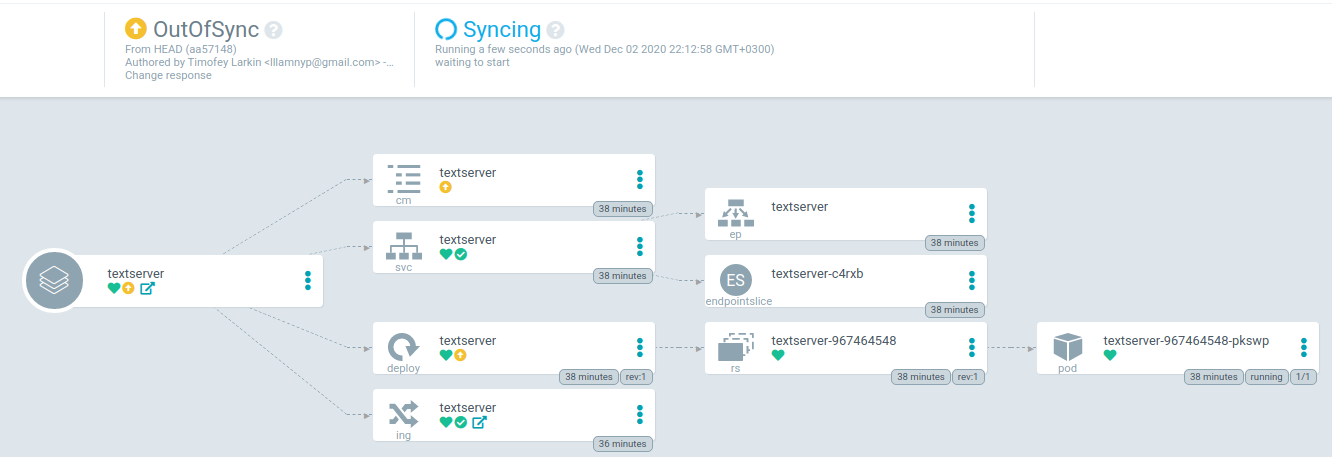 OutOfSync ?
From HEAD (aa57148)
Authored by Timofey Larkin <lllamnyp@gmail.com> -...
Change response
Syncing ?
Running a few seconds ago (Wed Dec 02 2020 22:12:58 GMT+0300)
waiting to start
textserver
cm
textserver
38 minutes
svc
textserver
38 minutes
deploy
textserver
38 minutes
rev:1
ing
textserver
36 minutes
ep
textserver
38 minutes
ES
endpointslice
textserver-c4rxb
38 minutes
rs
textserver-967464548
38 minutes
rev:1
pod
textserver-967464548-pkswp
38 minutes
running
1/1